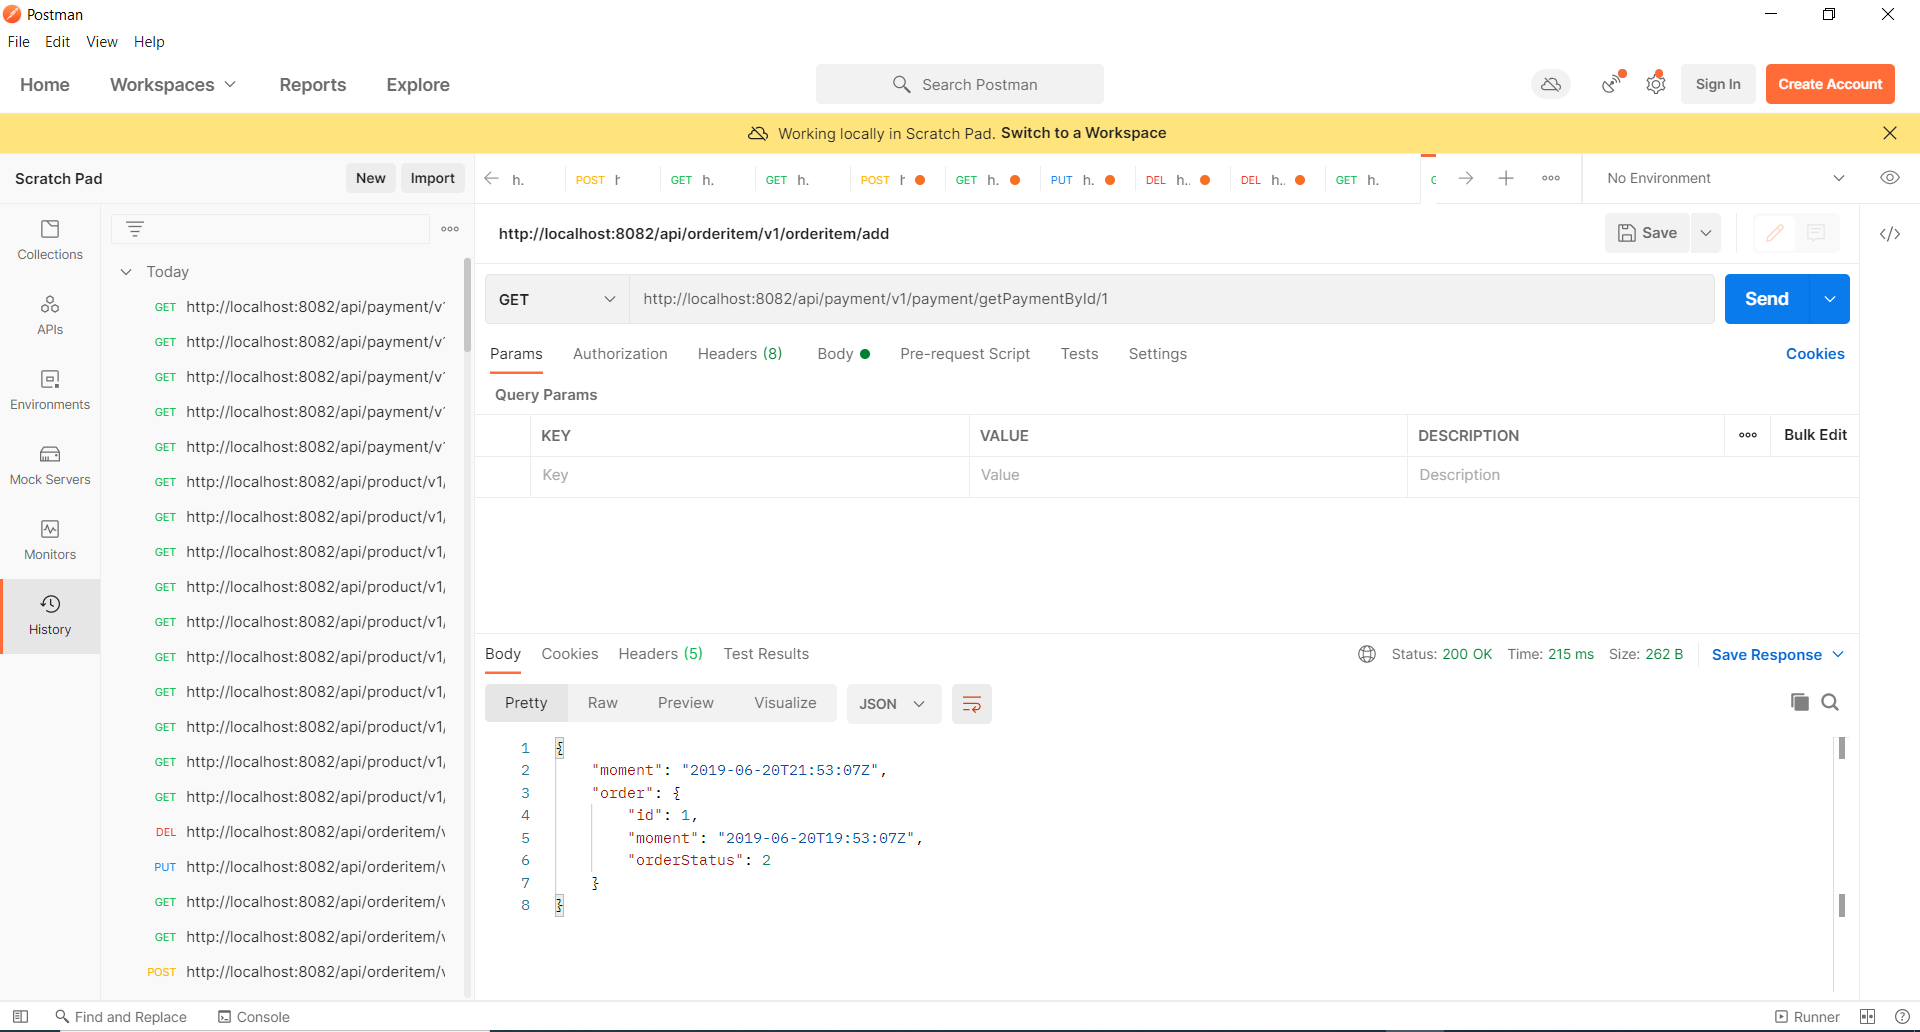 Postman
File Edit View Help
Home Workspaces Reports Explore Search Postman Sign In Create Account
Working locally in Scratch Pad. Switch to a Workspace
Scratch Pad New Import h. POST GET h. GET h. POST GET h. PUT h. DEL h.. DEL h.. GET h. No Environment
http://localhost:8082/api/orderitem/v1/orderitem/add Save
Collections
APIs
Environments
Mock Servers
Monitors
History
Today
GET http://localhost:8082/api/payment/v1
GET http://localhost:8082/api/payment/v1
GET http://localhost:8082/api/payment/v1
GET http://localhost:8082/api/payment/v1
GET http://localhost:8082/api/payment/v1
GET http://localhost:8082/api/product/v1/
GET http://localhost:8082/api/product/v1/
GET http://localhost:8082/api/product/v1/
GET http://localhost:8082/api/product/v1/
GET http://localhost:8082/api/product/v1/
GET http://localhost:8082/api/product/v1/
GET http://localhost:8082/api/product/v1/
GET http://localhost:8082/api/product/v1/
GET http://localhost:8082/api/product/v1/
GET http://localhost:8082/api/product/v1/
DEL http://localhost:8082/api/orderitem/v
PUT http://localhost:8082/api/orderitem/v
GET http://localhost:8082/api/orderitem/v
GET http://localhost:8082/api/orderitem/v
POST http://localhost:8082/api/orderitem/v
GET http://localhost:8082/api/payment/v1/payment/getPaymentById/1 Send
Params Authorization Headers (8) Body Pre-request Script Tests Settings Cookies
Query Params
KEY VALUE DESCRIPTION Bulk Edit
Key Value Description
Body Cookies Headers (5) Test Results Status: 200 OK Time: 215 ms Size: 262 B Save Response
Pretty Raw Preview Visualize JSON
1 {
2 "moment": "2019-06-20T21:53:07Z",
3 "order": {
4 "id": 1,
5 "moment": "2019-06-20T19:53:07Z",
6 "orderStatus": 2
7 }
8 }
Find and Replace Console Runner